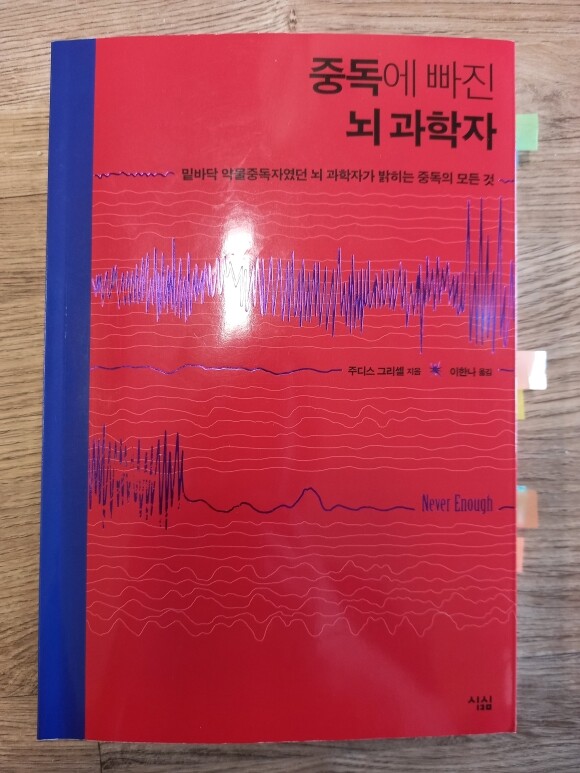 중독에 빠진
뇌 과학자
밑바닥 약물중독자였던 뇌 과학자가 밝히는 중독의 모든 것
주디스 그리셀 지음 이한나 옮김
Never Enough
심심